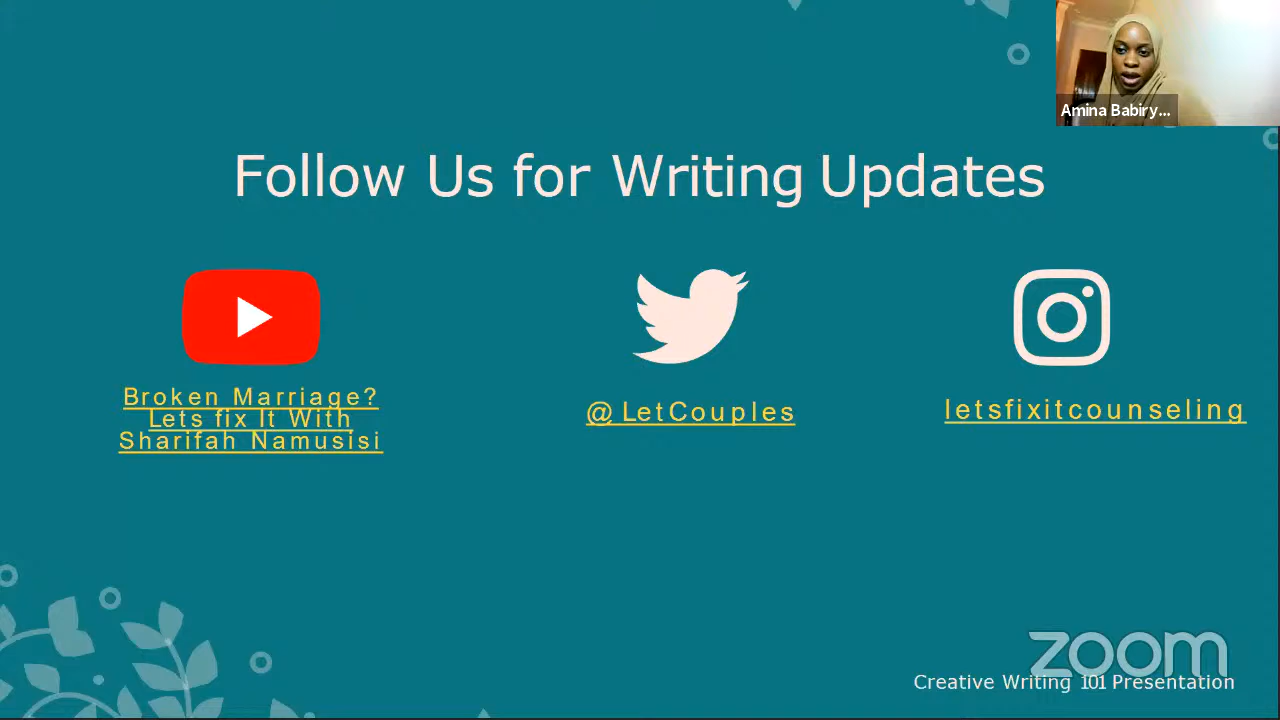 Amina Babiry...
Follow Us for Writing Updates
Broken Marriage?
Lets fix It With
Sharifah Namusisi
@LetCouples
letsfixitcounseling
zoom
Creative Writing 101 Presentation